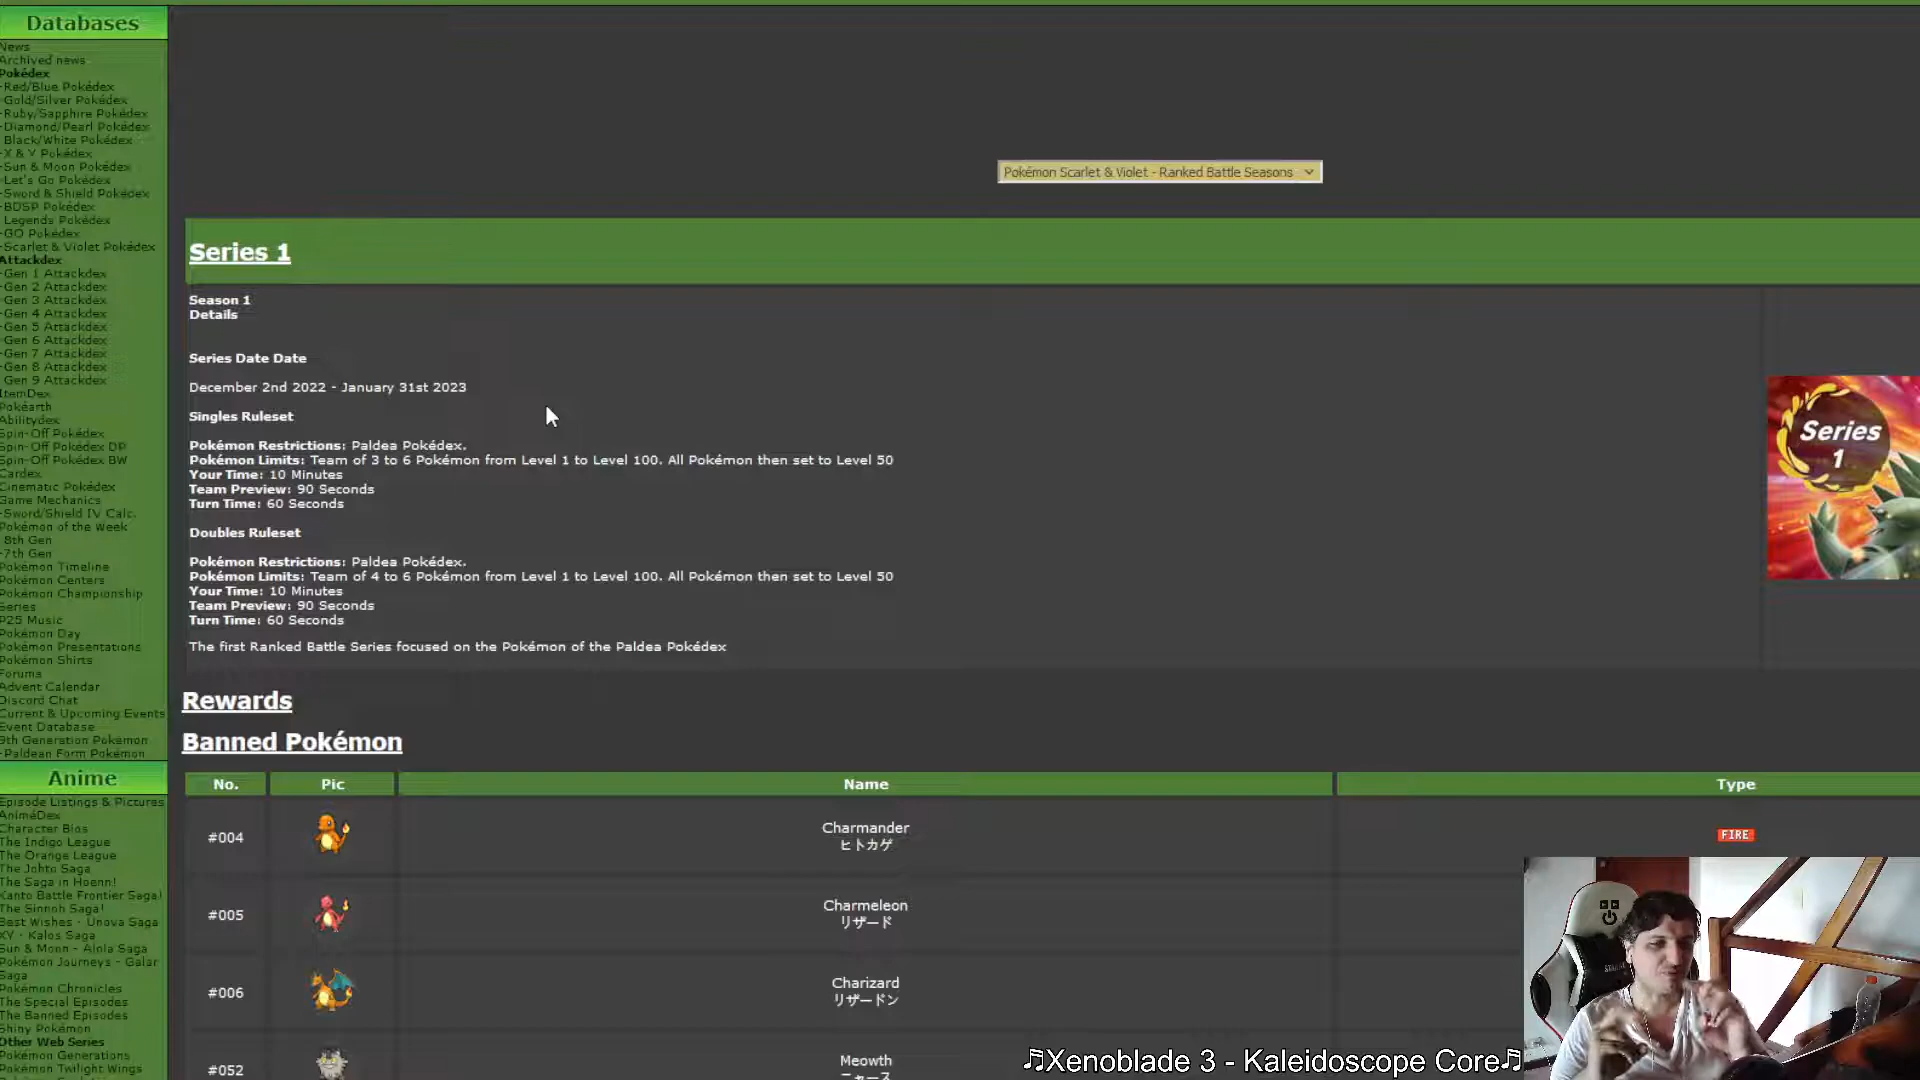 Databases
News
Archived news
Pokédex
-Red/Blue Pokédex
-Gold/Silver Pokédex
-Ruby/Sapphire Pokédex
-Diamond/Pearl Pokédex
-Black/White Pokédex
-X & Y Pokédex
-Sun & Moon Pokédex
-Let's Go Pokédex
-Sword & Shield Pokédex
-BDSP Pokédex
-Legends Pokédex
-GO Pokédex
-Scarlet & Violet Pokédex
Attackdex
-Gen 1 Attackdex
-Gen 2 Attackdex
-Gen 3 Attackdex
-Gen 4 Attackdex
-Gen 5 Attackdex
-Gen 6 Attackdex
-Gen 7 Attackdex
-Gen 8 Attackdex
-Gen 9 Attackdex
ItemDex
Pokéarth
Abilitydex
Spin-Off Pokédex
Spin-Off Pokédex DP
Spin-Off Pokédex BW
Cardex
Cinematic Pokédex
Game Mechanics
-Sword/Shield IV Calc.
Pokémon of the Week
-8th Gen
-7th Gen
Pokémon Timeline
Pokémon Centers
Pokémon Championship
Series
P25 Music
Pokémon Day
Pokémon Presentations
Pokémon Shirts
Forums
Advent Calendar
Discord Chat
Current & Upcoming Events
Event Database
9th Generation Pokémon
-Paldean Form Pokémon
Anime
Episode Listings & Pictures
AniméDex
Character Bios
The Indigo League
The Orange League
The Johto Saga
The Saga in Hoenn!
Kanto Battle Frontier Saga!
The Sinnoh Saga!
Best Wishes - Unova Saga
XY - Kalos Saga
Sun & Moon - Alola Saga
Pokémon Journeys - Galar
Saga
Pokémon Chronicles
The Special Episodes
The Banned Episodes
Shiny Pokémon
Other Web Series
Pokémon Generations
Pokémon Twilight Wings
Pokémon Scarlet & Violet - Ranked Battle Seasons
Series 1
Season 1
Details
Series Date Date
December 2nd 2022 - January 31st 2023
Singles Ruleset
Pokémon Restrictions: Paldea Pokédex.
Pokémon Limits: Team of 3 to 6 Pokémon from Level 1 to Level 100. All Pokémon then set to Level 50
Your Time: 10 Minutes
Team Preview: 90 Seconds
Turn Time: 60 Seconds
Doubles Ruleset
Pokémon Restrictions: Paldea Pokédex.
Pokémon Limits: Team of 4 to 6 Pokémon from Level 1 to Level 100. All Pokémon then set to Level 50
Your Time: 10 Minutes
Team Preview: 90 Seconds
Turn Time: 60 Seconds
The first Ranked Battle Series focused on the Pokémon of the Paldea Pokédex
Series
1
Rewards
Banned Pokémon
No. Pic Name Type
#004 Charmander FIRE
ヒトカゲ
#005 Charmeleon
リザード
#006 Charizard
リザードン
#052 Meowth
ニャース
♫Xenoblade 3 - Kaleidoscope Core♫